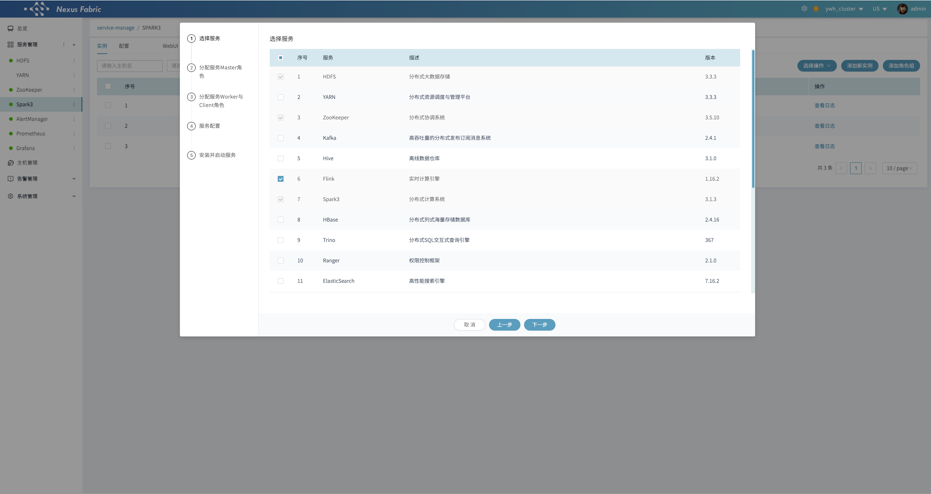 Nexus Fabric
ywh_cluster
US
admin
总览
服务管理
HDFS
YARN
ZooKeeper
Spark3
AlertManager
Prometheus
Grafana
主机管理
告警管理
系统管理
service-manage / SPARK3
实例
配置
WebUI
请输入主机名
选择操作
添加新实例
添加角色组
序号
操作
1
查看日志
2
查看日志
3
查看日志
共 3 条
1
10 / page
1 选择服务
2 分配服务Master角
色
3 分配服务Worker与
Client角色
4 服务配置
5 安装并启动服务
选择服务
序号 服务 描述 版本
1 HDFS 分布式大数据存储 3.3.3
2 YARN 分布式资源调度与管理平台 3.3.3
3 ZooKeeper 分布式协调系统 3.5.10
4 Kafka 高吞吐量的分布式发布订阅消息系统 2.4.1
5 Hive 离线数据仓库 3.1.0
6 Flink 实时计算引擎 1.16.2
7 Spark3 分布式计算系统 3.1.3
8 HBase 分布式列式海量存储数据库 2.4.16
9 Trino 分布式SQL交互式查询引擎 367
10 Ranger 权限控制框架 2.1.0
11 ElasticSearch 高性能搜索引擎 7.16.2
取 消
上一步
下一步